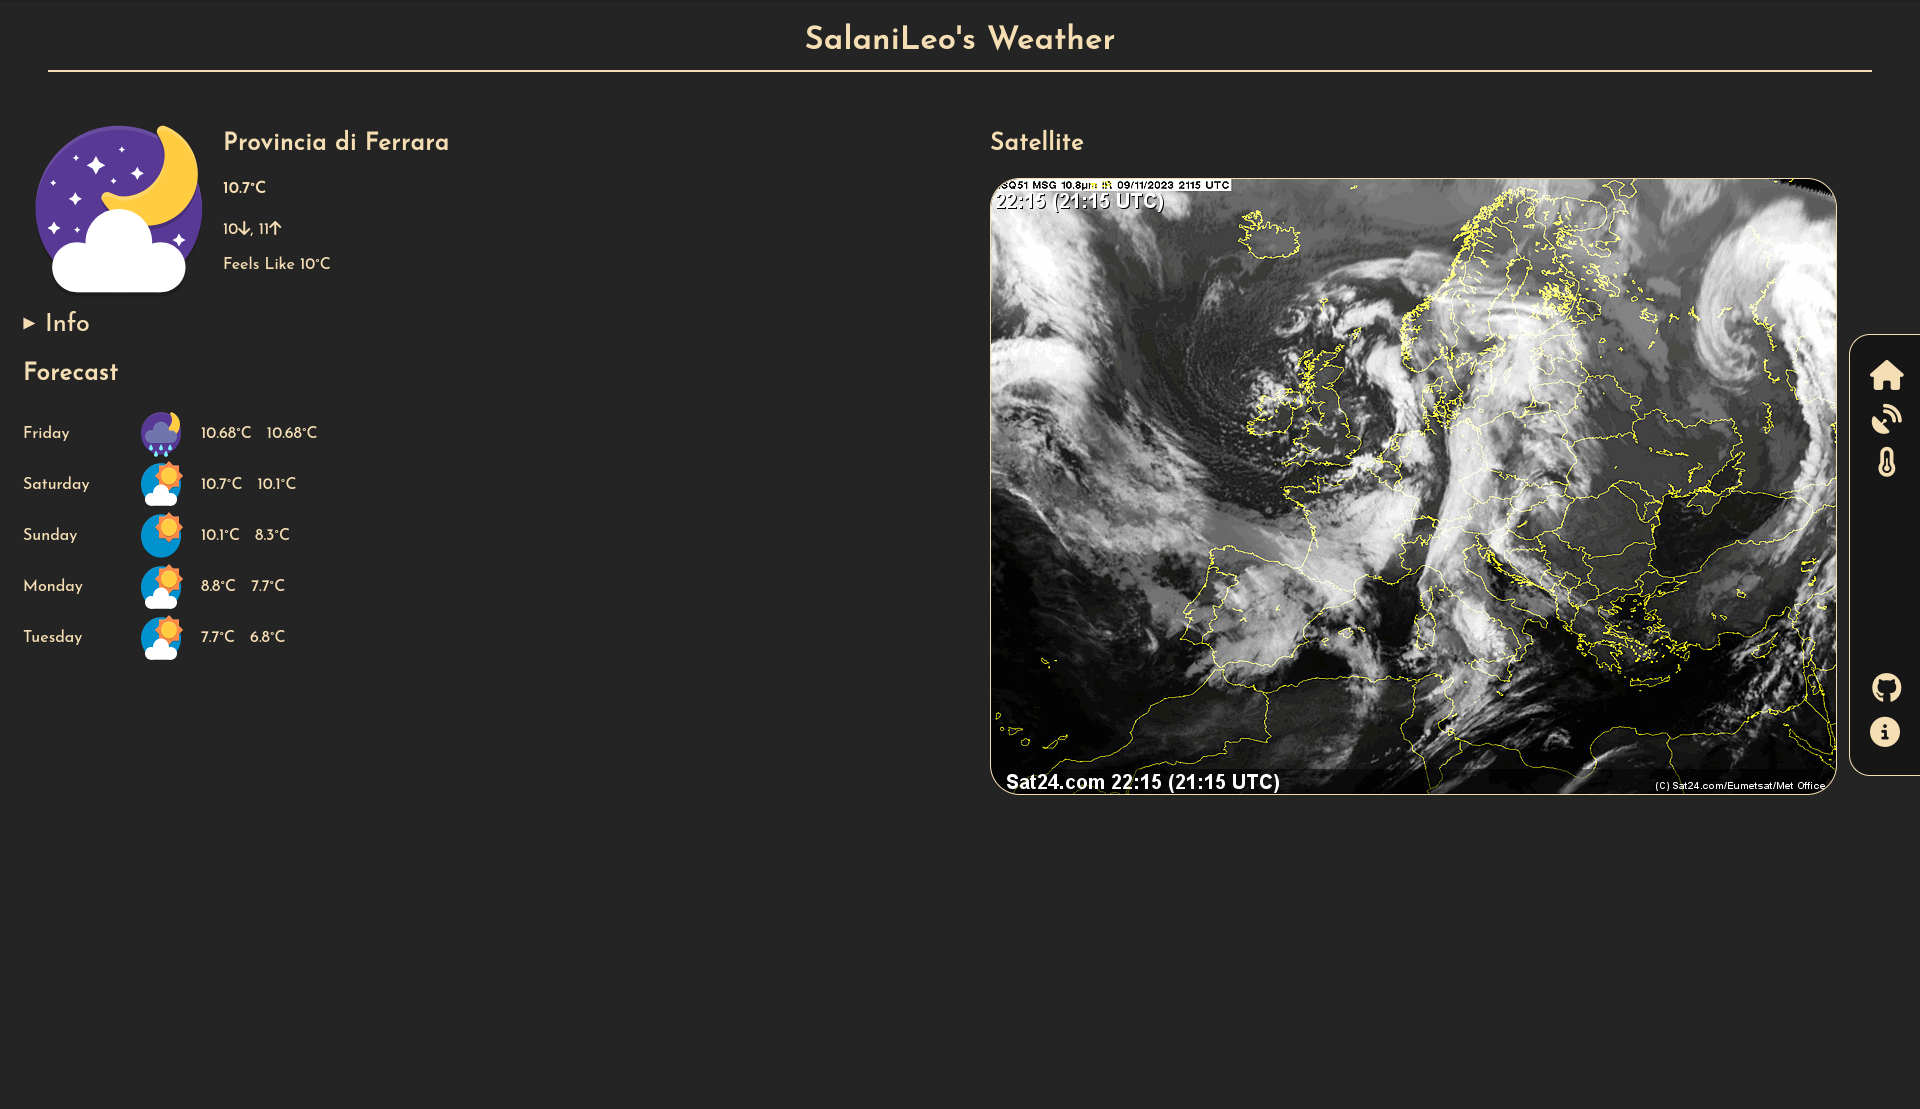 SalaniLeo's Weather
Provincia di Ferrara
10.7°C
10↓, 11↑
Feels Like 10°C
▸ Info
Forecast
Friday 10.68°C 10.68°C
Saturday 10.7°C 10.1°C
Sunday 10.1°C 8.3°C
Monday 8.8°C 7.7°C
Tuesday 7.7°C 6.8°C
Satellite
SQ51 MSG 10.8µm IR 09/11/2023 2115 UTC
22:15 (21:15 UTC)
Sat24.com 22:15 (21:15 UTC)
(C) Sat24.com/Eumetsat/Met Office